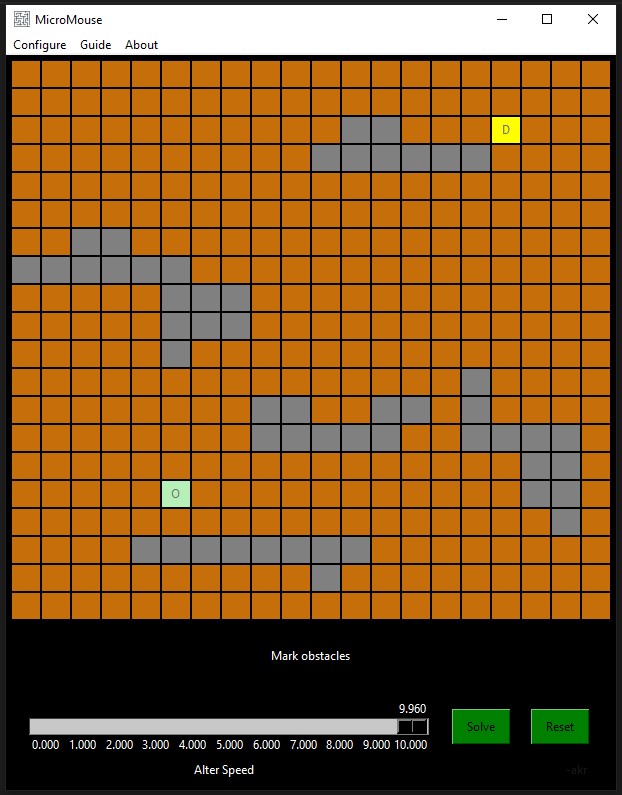 MicroMouse
Configure Guide About
D
O
Mark obstacles
9.960
0.000 1.000 2.000 3.000 4.000 5.000 6.000 7.000 8.000 9.000 10.000
Solve
Reset
Alter Speed
-akr